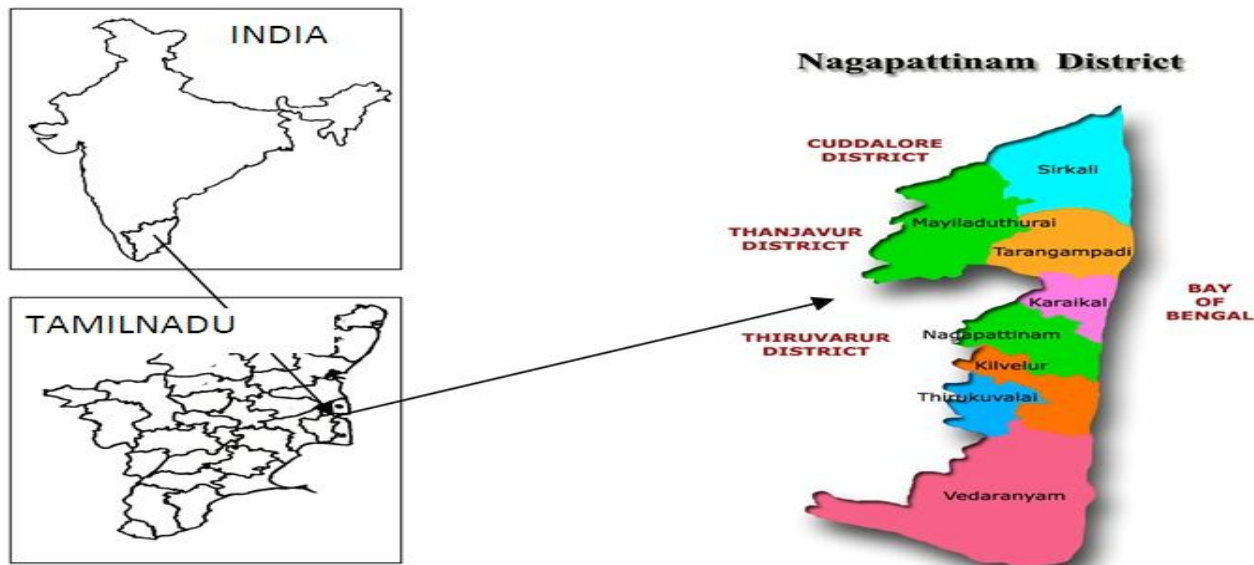 INDIA
TAMILNADU
Nagapattinam District
CUDDALORE
DISTRICT
Sirkali
Mayiladuthurai
THANJAVUR
DISTRICT
Tarangampadi
Karaikal
BAY
OF
BENGAL
Nagapattinam
THIRUVARUR
DISTRICT
Kilvelur
Thirukuvalai
Vedaranyam